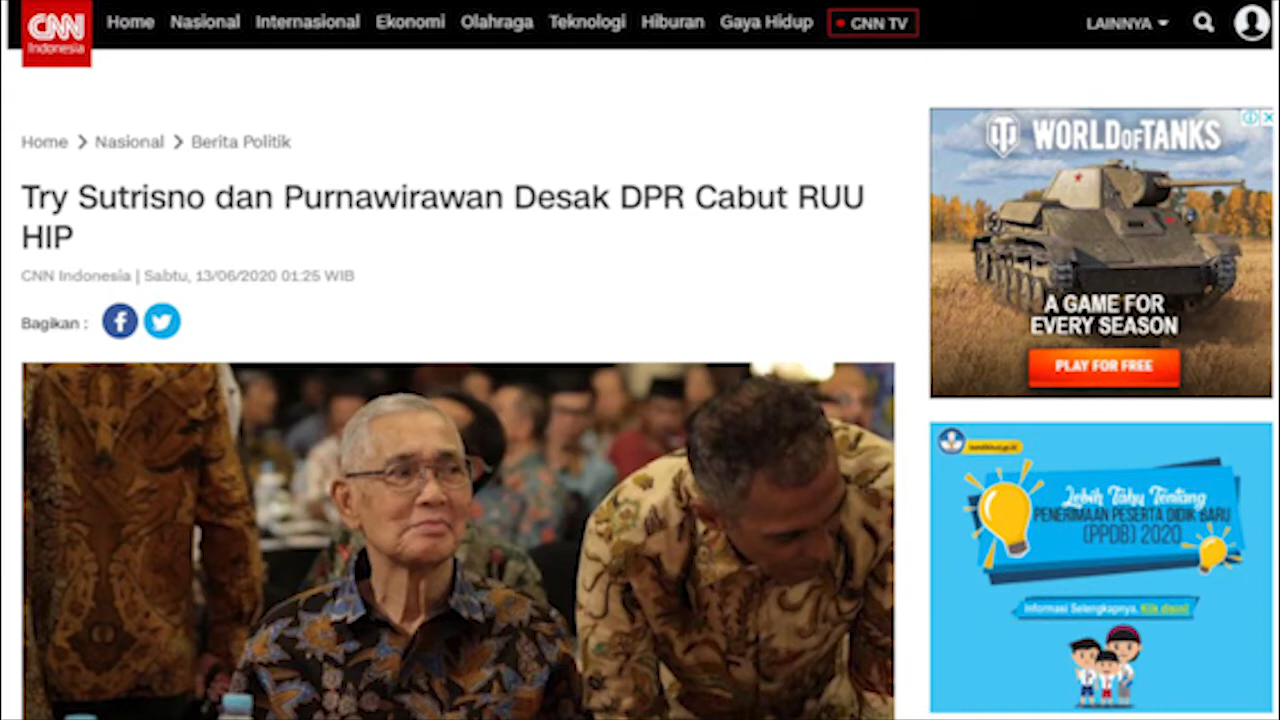 CNN
Indonesia
Home Nasional Internasional Ekonomi Olahraga Teknologi Hiburan Gaya Hidup CNN TV LAINNYA
Home > Nasional > Berita Politik
Try Sutrisno dan Purnawirawan Desak DPR Cabut RUU
HIP
CNN Indonesia | Sabtu, 13/06/2020 01:25 WIB
Bagikan :
WORLD OF TANKS
A GAME FOR
EVERY SEASON
PLAY FOR FREE
Lebih Tahu Tentang
PENERIMAAN PESERTA DIDIK BARU
(PPDB) 2020
Informasi Selengkapnya, Klik disini!